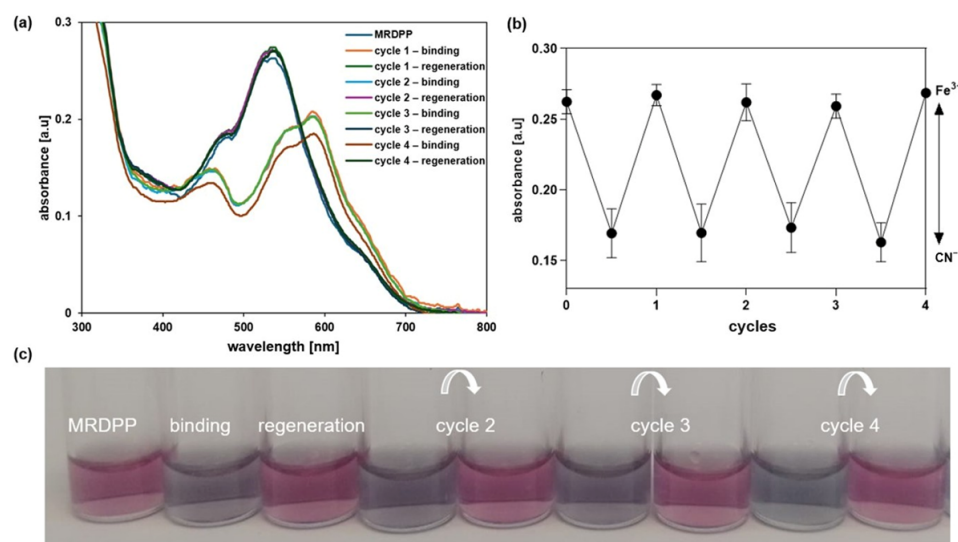 (a)
0.3
0.2
0.1
0
absorbance [a.u]
300 400 500 600 700 800
wavelength [nm]
MRDPP
cycle 1 – binding
cycle 1 – regeneration
cycle 2 – binding
cycle 2 – regeneration
cycle 3 – binding
cycle 3 – regeneration
cycle 4 – binding
cycle 4 – regeneration
(b)
0.30
0.25
0.20
0.15
absorbance [a.u]
0 1 2 3 4
cycles
Fe³⁺
CN⁻
(c)
MRDPP binding regeneration cycle 2 cycle 3 cycle 4